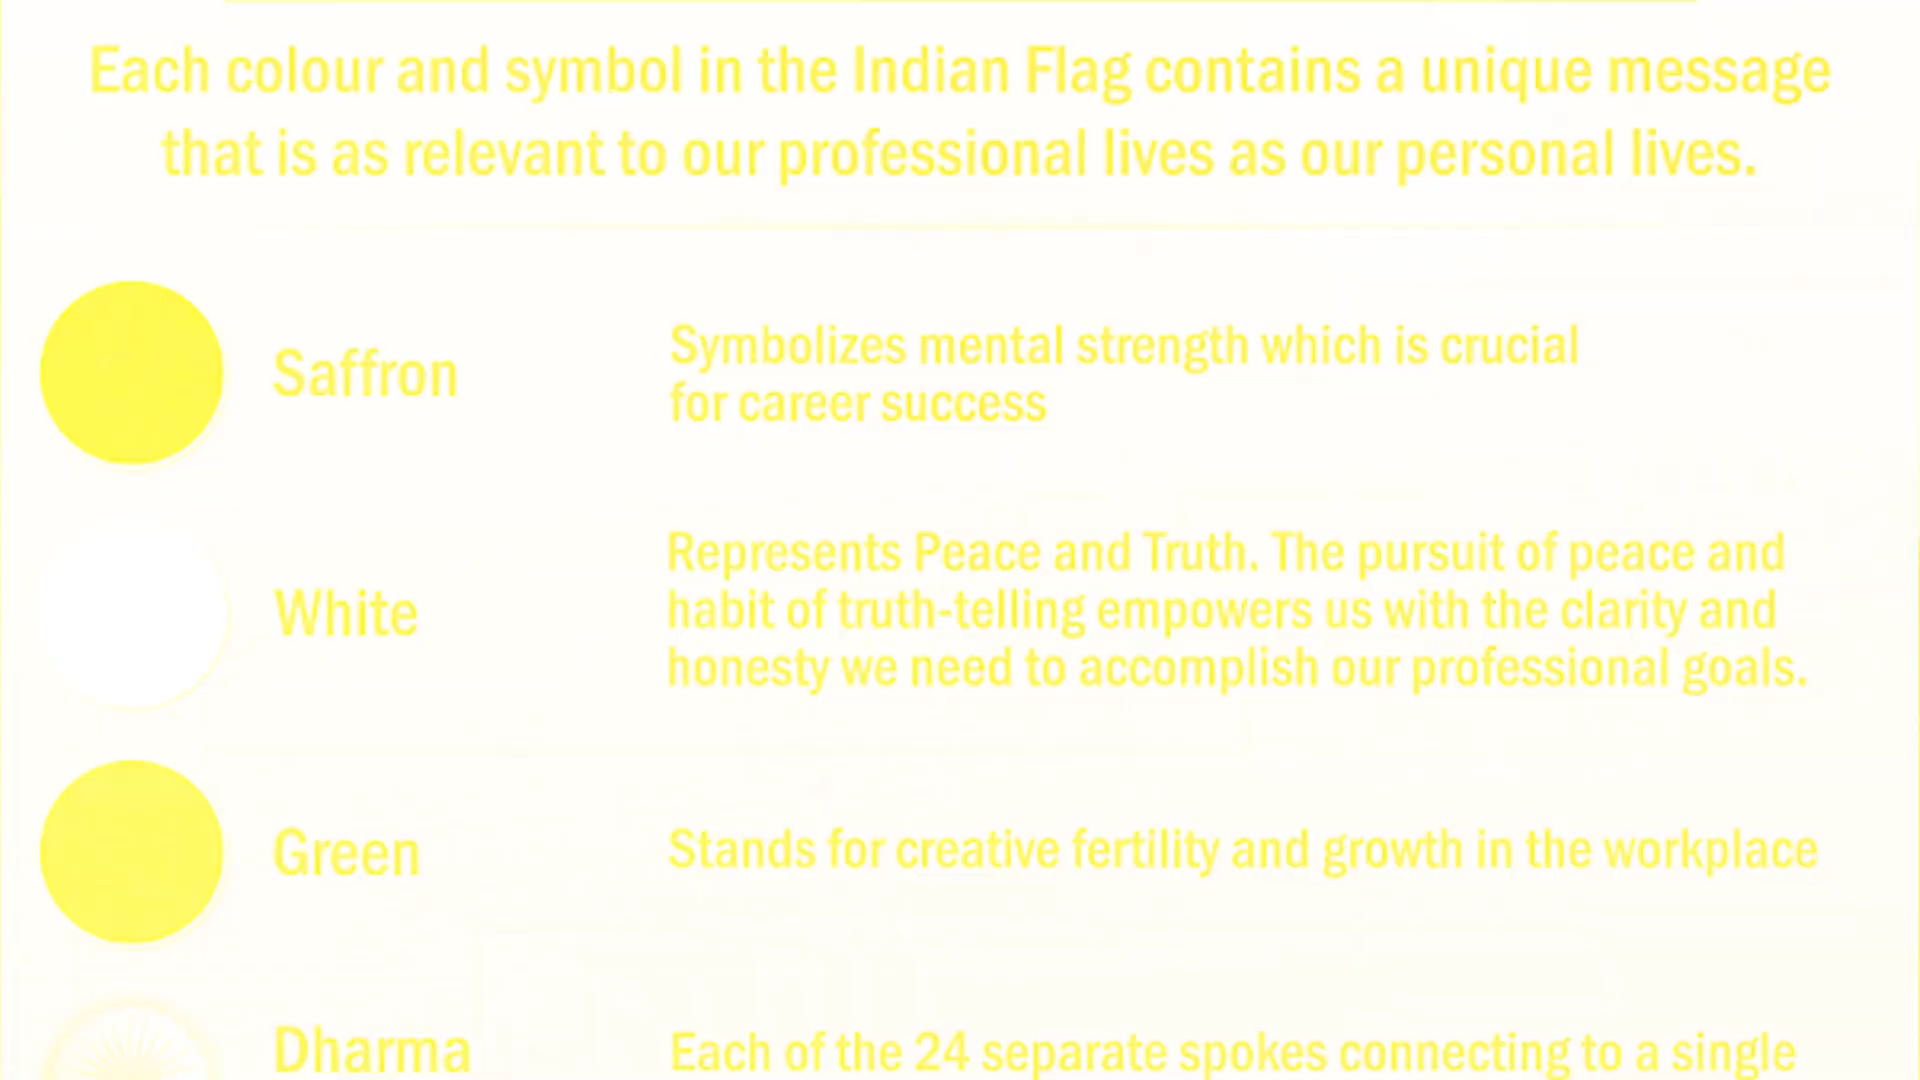 Each colour and symbol in the Indian Flag contains a unique message
that is as relevant to our professional lives as our personal lives.
Saffron
Symbolizes mental strength which is crucial
for career success
White
Represents Peace and Truth. The pursuit of peace and
habit of truth-telling empowers us with the clarity and
honesty we need to accomplish our professional goals.
Green
Stands for creative fertility and growth in the workplace
Dharma
Each of the 24 separate spokes connecting to a single